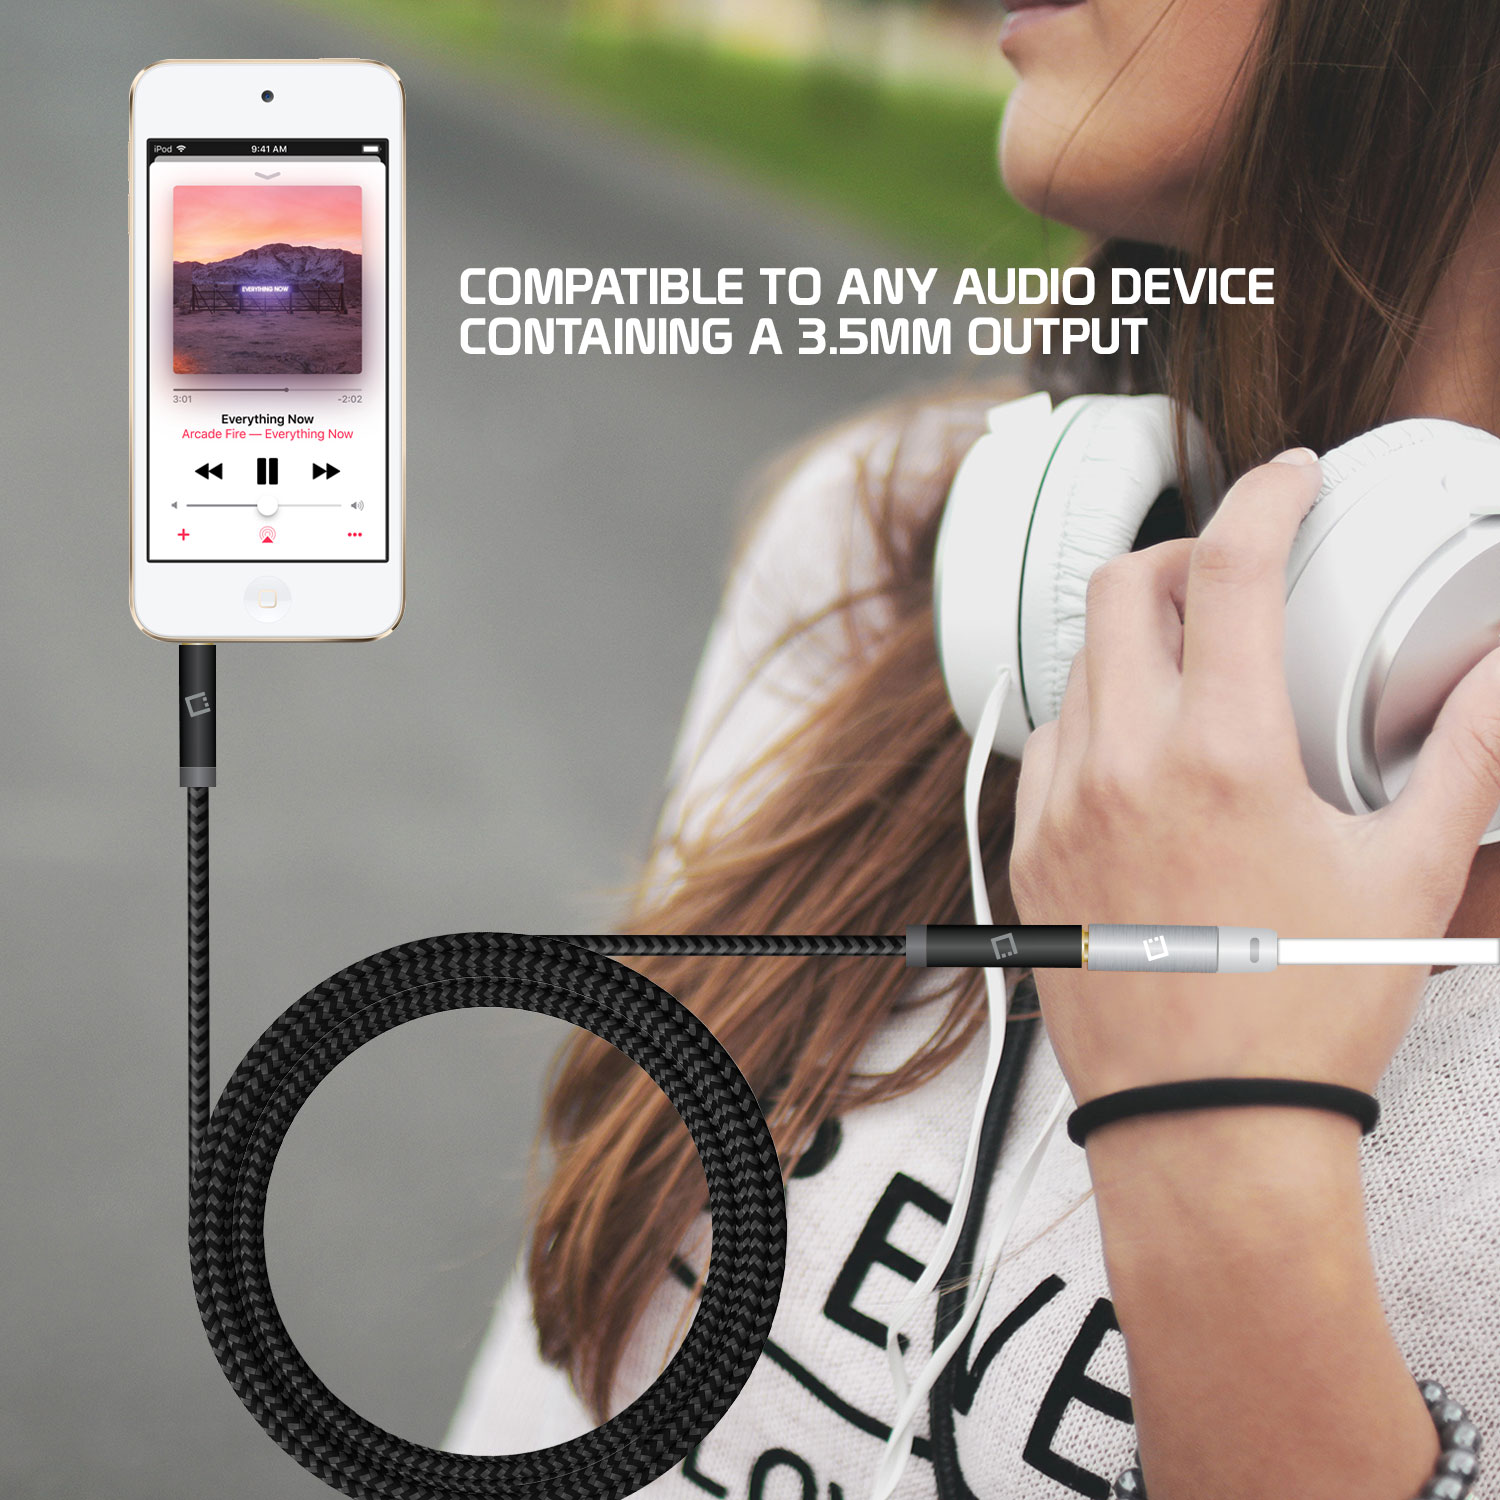 iPod 9:41 AM
EVERYTHING NOW
3:01 -2:02
Everything Now
Arcade Fire — Everything Now
COMPATIBLE TO ANY AUDIO DEVICE
CONTAINING A 3.5MM OUTPUT